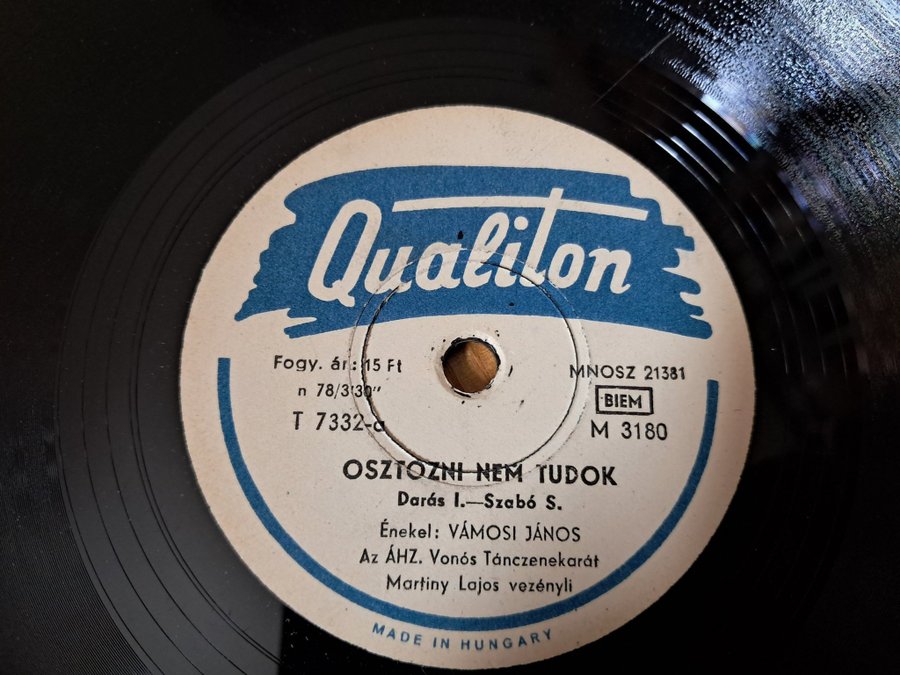 Qualiton
Fogy. ár: 15 Ft
n 78/3'30"
T 7332-a
MNOSZ 21381
BIEM
M 3180
OSZTOZNI NEM TUDOK
Darás I.—Szabó S.
Énekel: VÁMOSI JÁNOS
Az ÁHZ. Vonós Tánczenekarát
Martiny Lajos vezényli
MADE IN HUNGARY